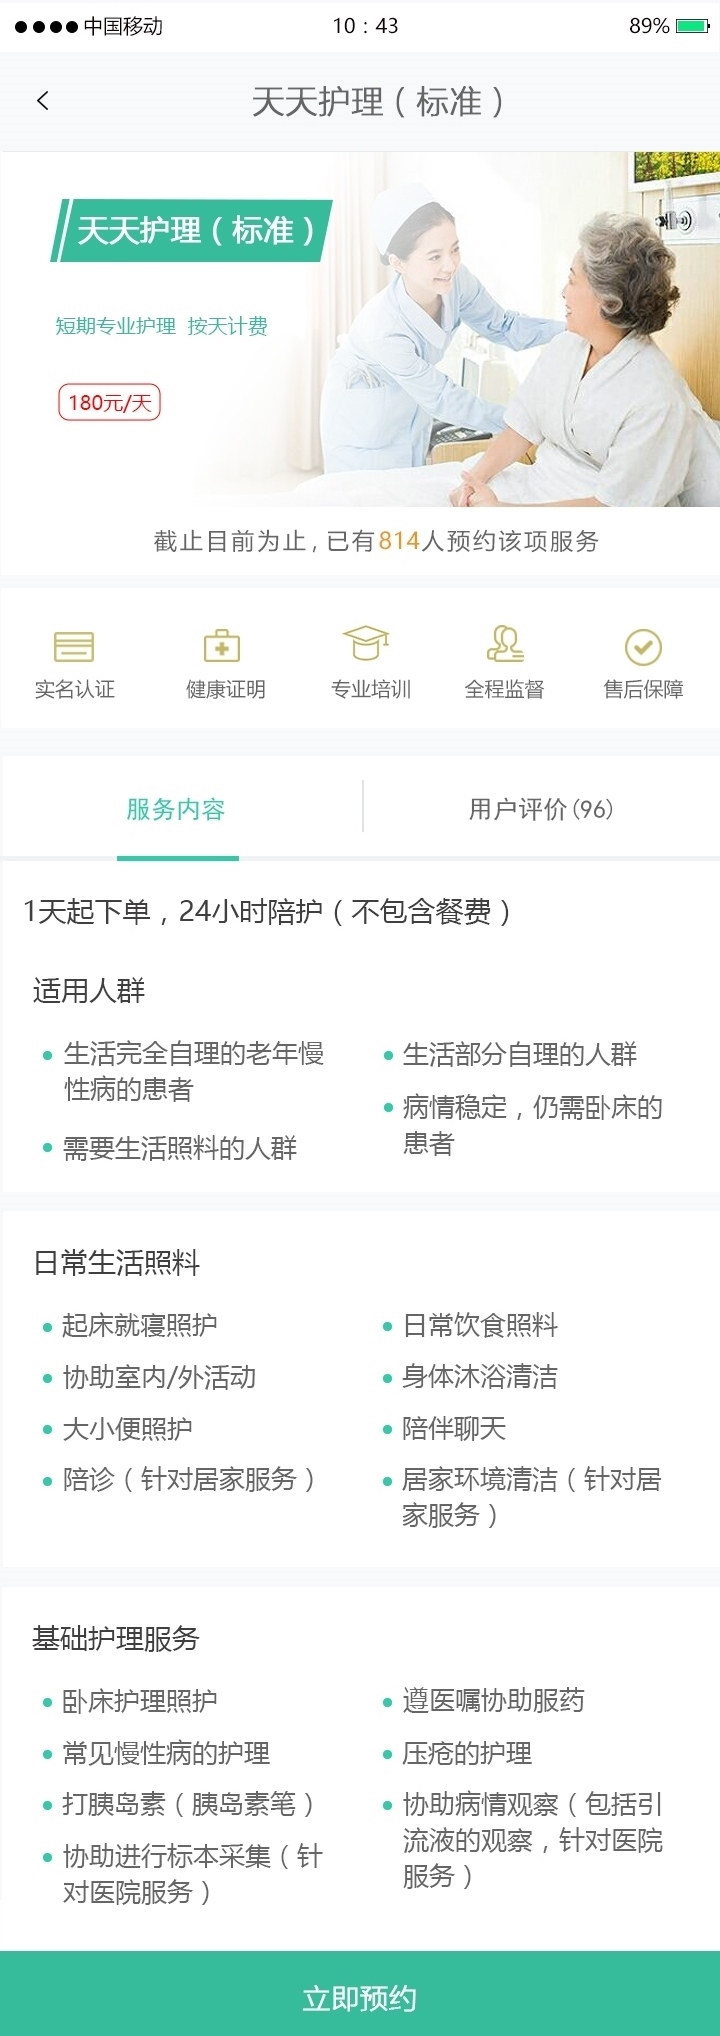 中国移动 10：43 89%
天天护理（标准）
天天护理（标准）
短期专业护理 按天计费
180元/天
截止目前为止, 已有814人预约该项服务
实名认证 健康证明 专业培训 全程监督 售后保障
服务内容 用户评价(96)
1天起下单，24小时陪护（不包含餐费）
适用人群
生活完全自理的老年慢
性病的患者
需要生活照料的人群
生活部分自理的人群
病情稳定，仍需卧床的
患者
日常生活照料
起床就寝照护
日常饮食照料
协助室内/外活动
身体沐浴清洁
大小便照护
陪伴聊天
陪诊（针对居家服务）
居家环境清洁（针对居
家服务）
基础护理服务
卧床护理照护
遵医嘱协助服药
常见慢性病的护理
压疮的护理
打胰岛素（胰岛素笔）
协助病情观察（包括引
流液的观察，针对医院
服务）
协助进行标本采集（针
对医院服务）
立即预约